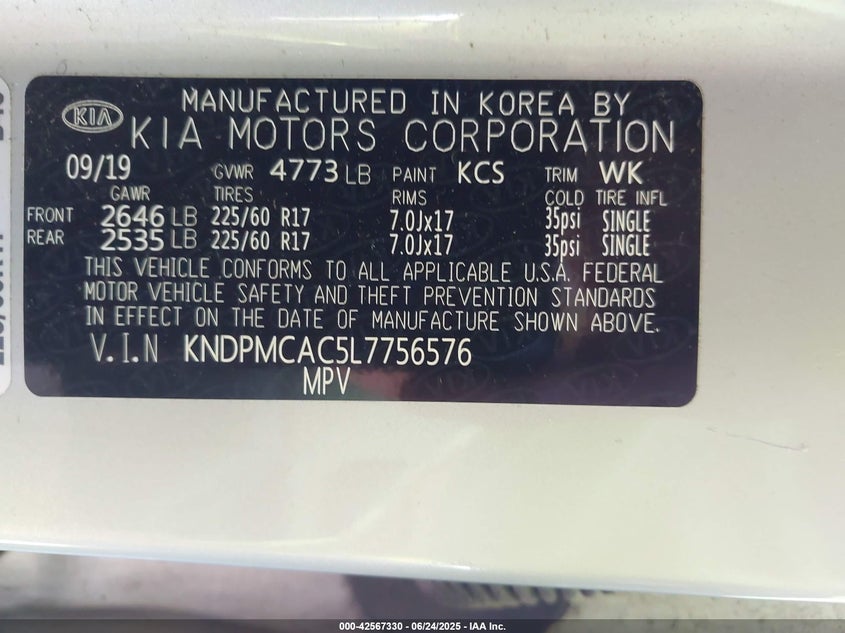 MANUFACTURED IN KOREA BY
KIA KIA MOTORS CORPORATION
09/19 GVWR 4773 LB PAINT KCS TRIM WK
GAWR TIRES RIMS COLD TIRE INFL
FRONT 2646 LB 225/60 R17 7.0Jx17 35psi SINGLE
REAR 2535 LB 225/60 R17 7.0Jx17 35psi SINGLE
THIS VEHICLE CONFORMS TO ALL APPLICABLE U.S.A. FEDERAL
MOTOR VEHICLE SAFETY AND THEFT PREVENTION STANDARDS
IN EFFECT ON THE DATE OF MANUFACTURE SHOWN ABOVE.
V.I.N KNDPMCAC5L7756576
MPV
000-42567330 - 06/24/2025 - IAA Inc.